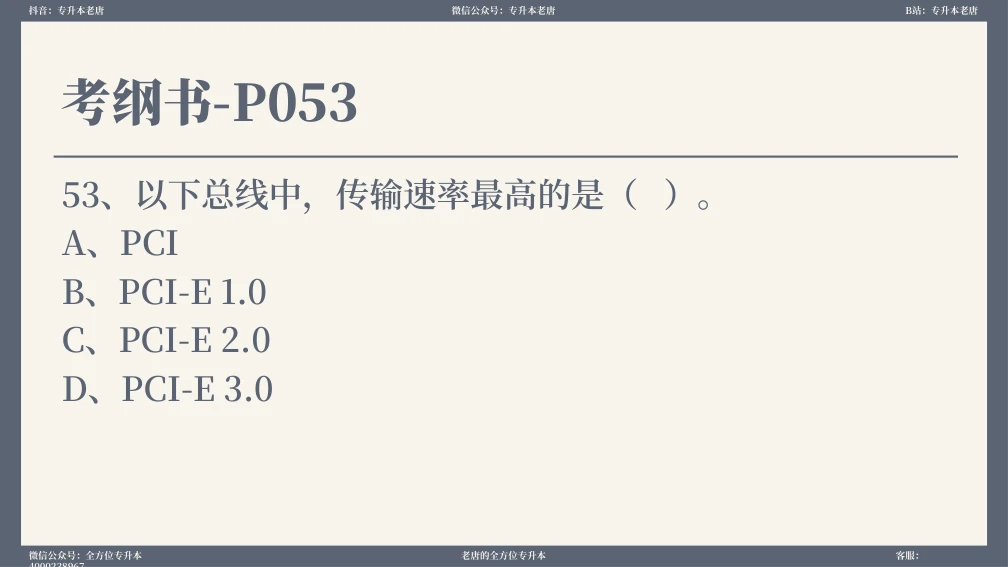 抖音：专升本老唐
微信公众号：专升本老唐
B站：专升本老唐
考纲书-P053
53、以下总线中，传输速率最高的是（  ）。
A、PCI
B、PCI-E 1.0
C、PCI-E 2.0
D、PCI-E 3.0
微信公众号：全方位专升本
老唐的全方位专升本
客服：
4000238967